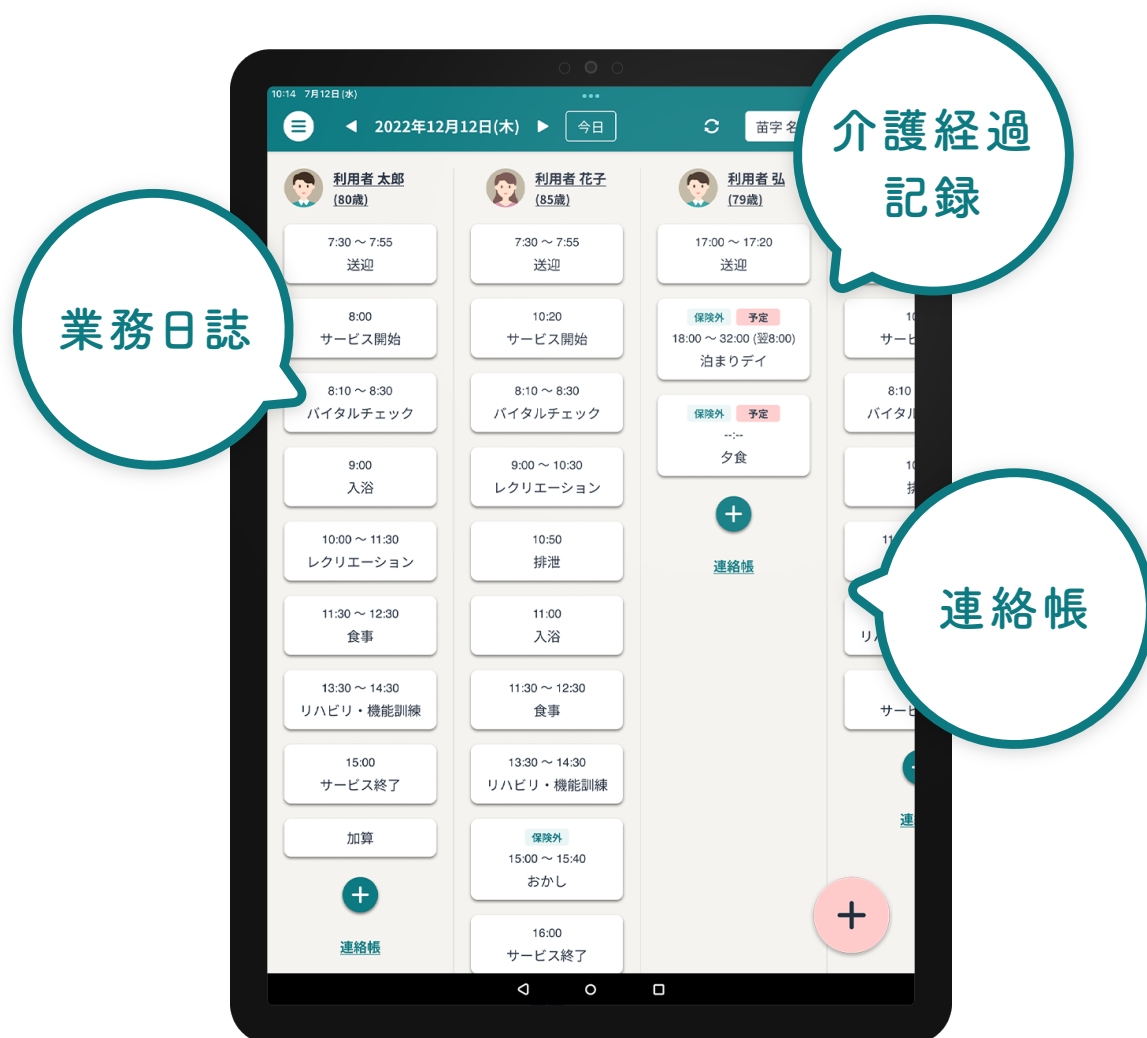 介護経過
記録
業務日誌
連絡帳
10:14 7月12日(水)
2022年12月12日(木)
今日
苗字 名
利用者 太郎
(80歳)
7:30 ～ 7:55
送迎
8:00
サービス開始
8:10 ～ 8:30
バイタルチェック
9:00
入浴
10:00 ～ 11:30
レクリエーション
11:30 ～ 12:30
食事
13:30 ～ 14:30
リハビリ・機能訓練
15:00
サービス終了
加算
連絡帳
利用者 花子
(85歳)
7:30 ～ 7:55
送迎
10:20
サービス開始
8:10 ～ 8:30
バイタルチェック
9:00 ～ 10:30
レクリエーション
10:50
排泄
11:00
入浴
11:30 ～ 12:30
食事
13:30 ～ 14:30
リハビリ・機能訓練
保険外
15:00 ～ 15:40
おかし
16:00
サービス終了
利用者 弘
(79歳)
17:00 ～ 17:20
送迎
保険外 予定
18:00 ～ 32:00 (翌8:00)
泊まりデイ
保険外 予定
--:--
夕食
連絡帳
8:10